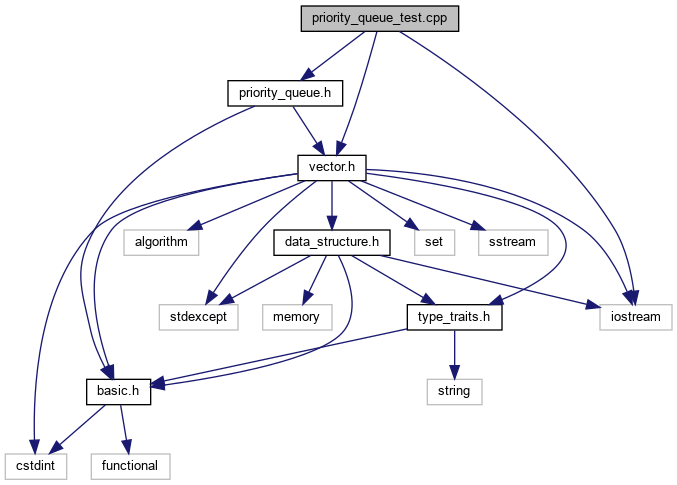 priority_queue_test.cpp
priority_queue.h
vector.h
algorithm
data_structure.h
set
sstream
stdexcept
memory
type_traits.h
iostream
basic.h
string
cstdint
functional